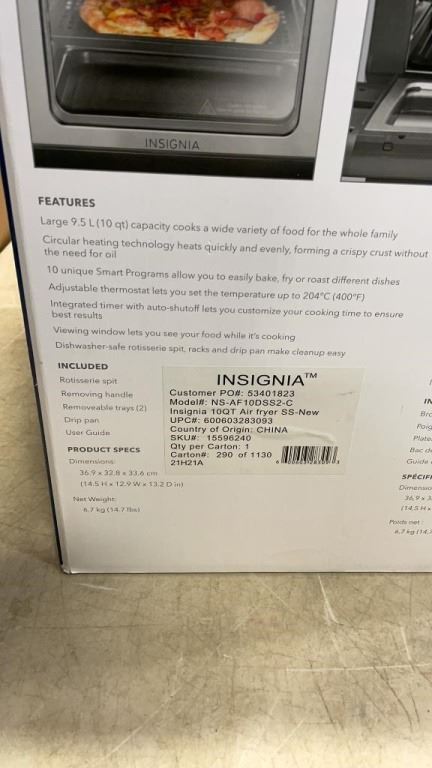 INSIGNIA
FEATURES
Large 9.5 L (10 qt) capacity cooks a wide variety of food for the whole family
Circular heating technology heats quickly and evenly, forming a crispy crust without
the need for oil
10 unique Smart Programs allow you to easily bake, fry or roast different dishes
Adjustable thermostat lets you set the temperature up to 204°C (400°F)
Integrated timer with auto-shutoff lets you customize your cooking time to ensure
best results
Viewing window lets you see your food while it's cooking
Dishwasher-safe rotisserie spit, racks and drip pan make cleanup easy
INCLUDED
Rotisserie spit
Removing handle
Removeable trays (2)
Drip pan
User Guide
PRODUCT SPECS
Dimensions:
36.9 x 32.8 x 33.6 cm
(14.5 H x 12.9 W x 13.2 D in)
Net Weight:
6.7 kg (14.7 lbs)
INSIGNIA™
Customer PO#: 53401823
Model#: NS-AF10DSS2-C
Insignia 10QT Air fryer SS-New
UPC#: 600603283093
Country of Origin: CHINA
SKU#: 15596240
Qty per Carton: 1
Carton#: 290 of 1130
21H21A
Guide
SPÉCIF
Dimensio
36,9 x 3
(14,5 H x
Poids net :
6,7 kg (14,7